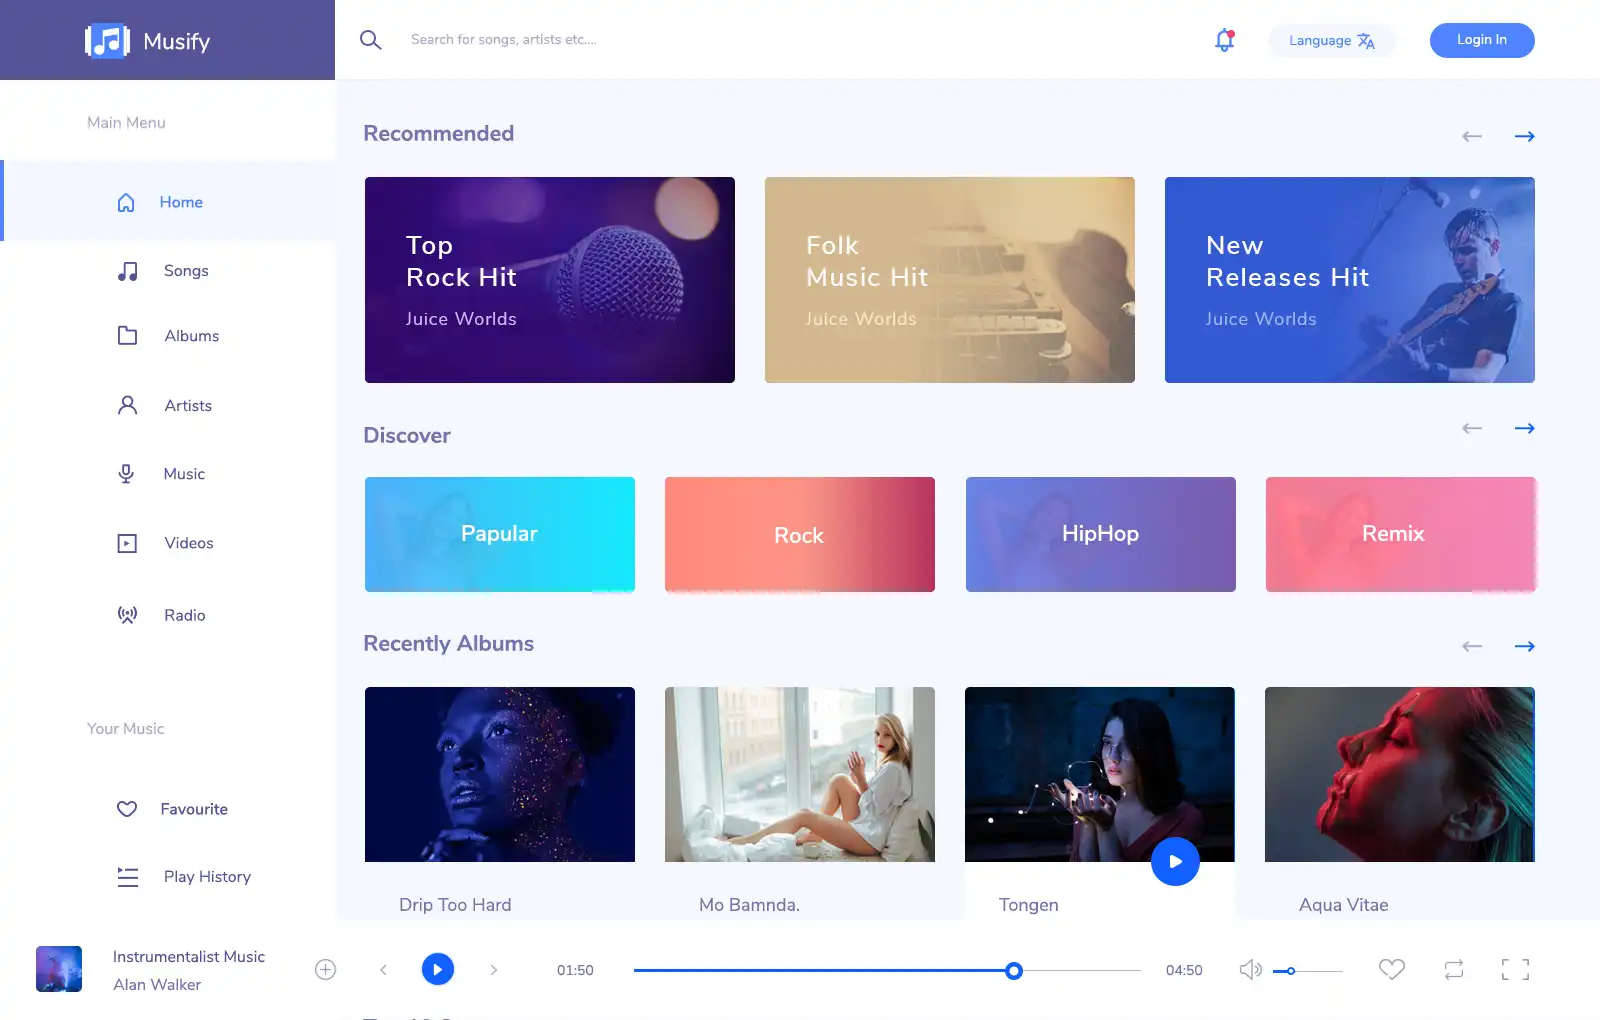 Musify
Search for songs, artists etc....
Language
Login In
Main Menu
Home
Songs
Albums
Artists
Music
Videos
Radio
Your Music
Favourite
Play History
Recommended
Top
Rock Hit
Juice Worlds
Folk
Music Hit
Juice Worlds
New
Releases Hit
Juice Worlds
Discover
Papular
Rock
HipHop
Remix
Recently Albums
Drip Too Hard
Mo Bamnda.
Tongen
Aqua Vitae
Instrumentalist Music
Alan Walker
01:50
04:50